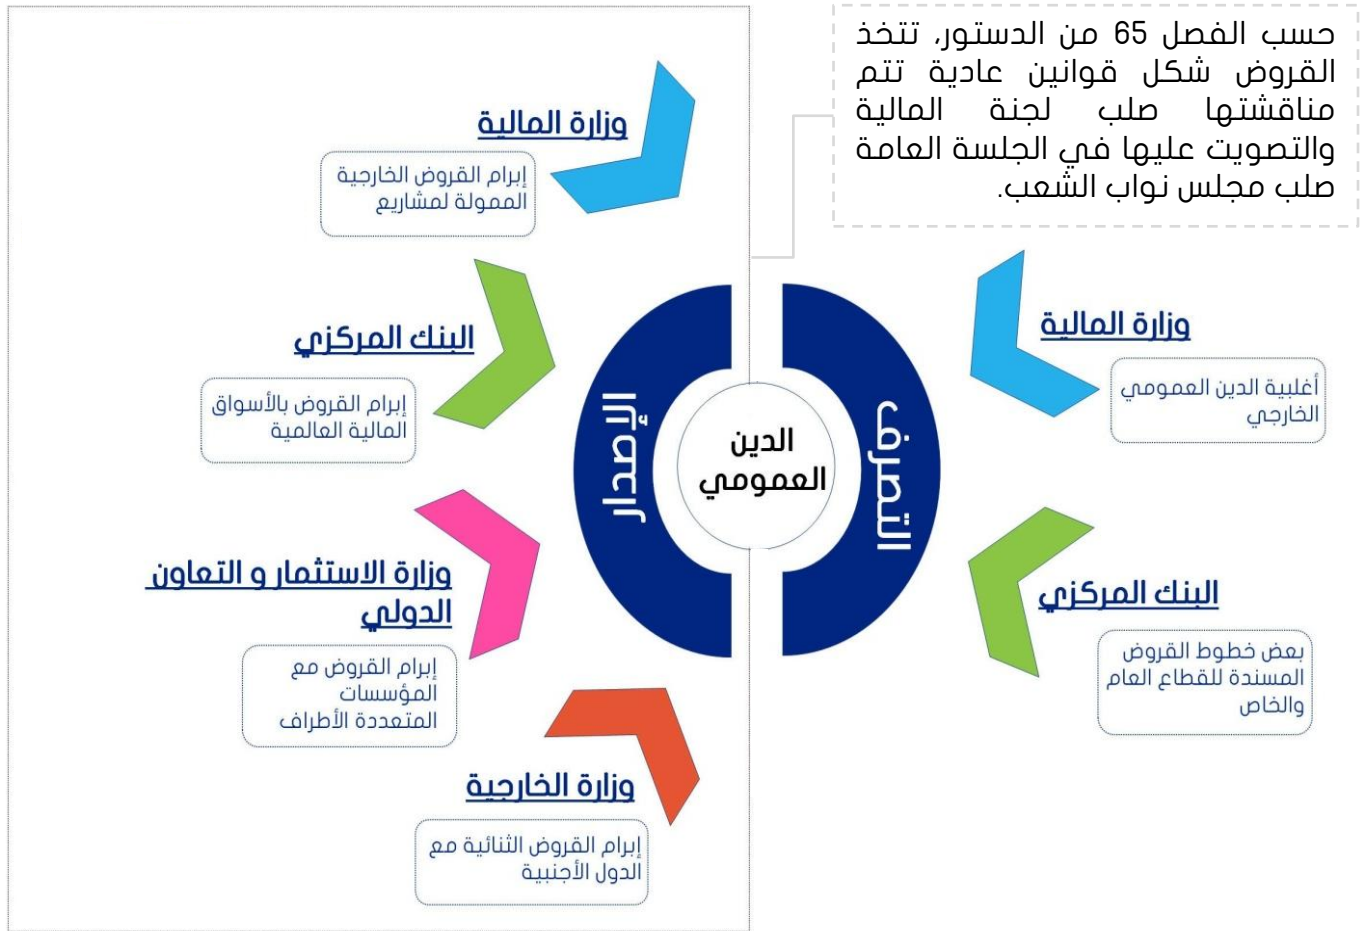 حسب الفصل 65 من الدستور، تتخذ
القروض شكل قوانين عادية تتم
مناقشتها صلب لجنة المالية
والتصويت عليها في الجلسة العامة
صلب مجلس نواب الشعب.
وزارة المالية
أغلبية الدين العمومي
الخارجي
البنك المركزي
بعض خطوط القروض
المسندة للقطاع العام
والخاص
التصرف
الدين
العمومي
الإصدار
وزارة المالية
إبرام القروض الخارجية
الممولة لمشاريع
البنك المركزي
إبرام القروض بالأسواق
المالية العالمية
وزارة الاستثمار و التعاون
الدولي
إبرام القروض مع
المؤسسات
المتعددة الأطراف
وزارة الخارجية
إبرام القروض الثنائية مع
الدول الأجنبية